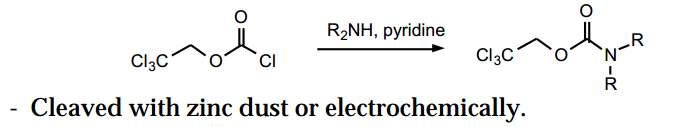 O O
R₂NH, pyridine
Cl₃C O Cl Cl₃C O N R
R
- Cleaved with zinc dust or electrochemically.